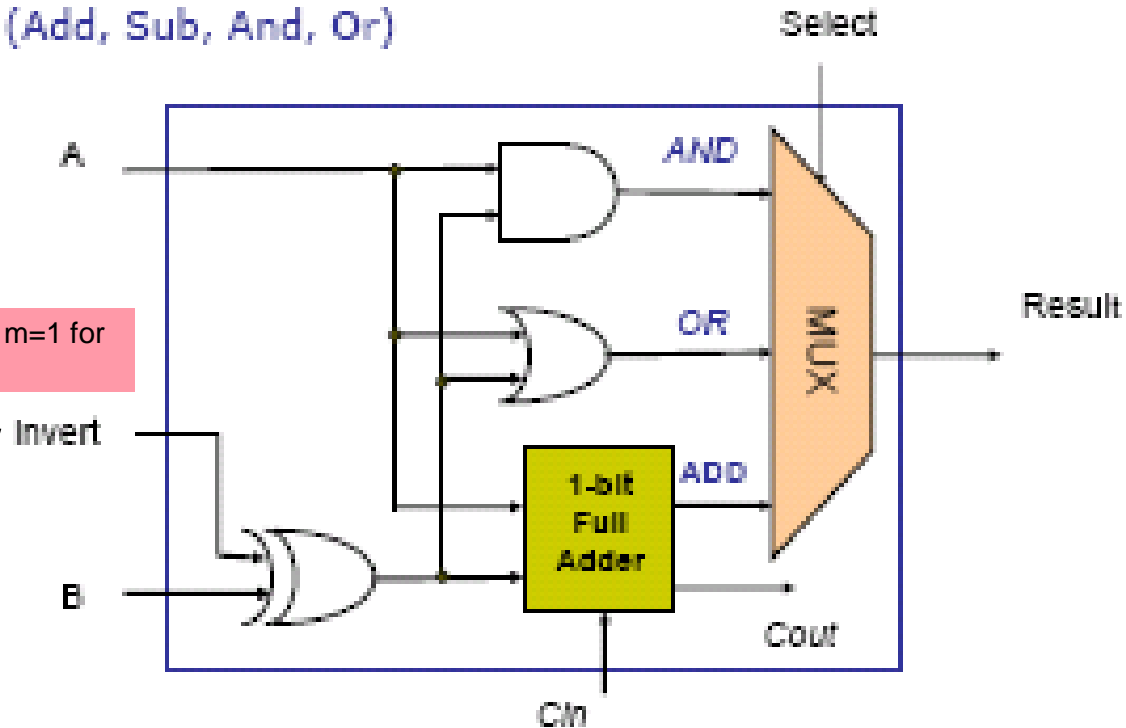 (Add, Sub, And, Or)
Select
A
AND
m=1 for
OR
MUX
Result
Invert
1-bit
Full
Adder
ADD
B
Cout
CIn